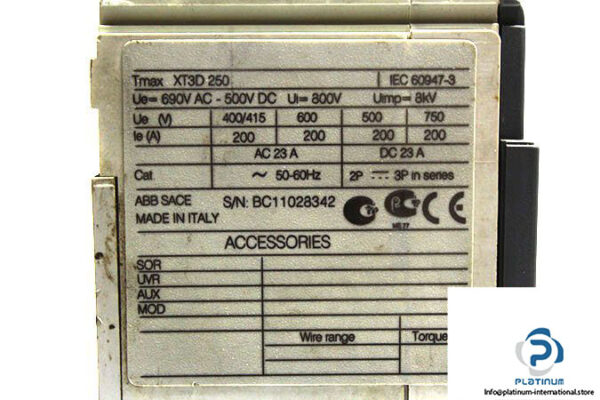 Tmax XT3D 250 IEC 60947-3
Ue= 690V AC - 500V DC Ui= 800V Uimp= 8kV
Ue (V) 400/415 600 500 750
Ie (A) 200 200 200 200
AC 23 A DC 23 A
Cat. ~ 50-60Hz 2P ⎓ 3P in series
ABB SACE S/N: BC11028342
MADE IN ITALY CE
ACCESSORIES
SOR
UVR
AUX
MOD
Wire range Torque
PLATINUM
info@platinum-international.store